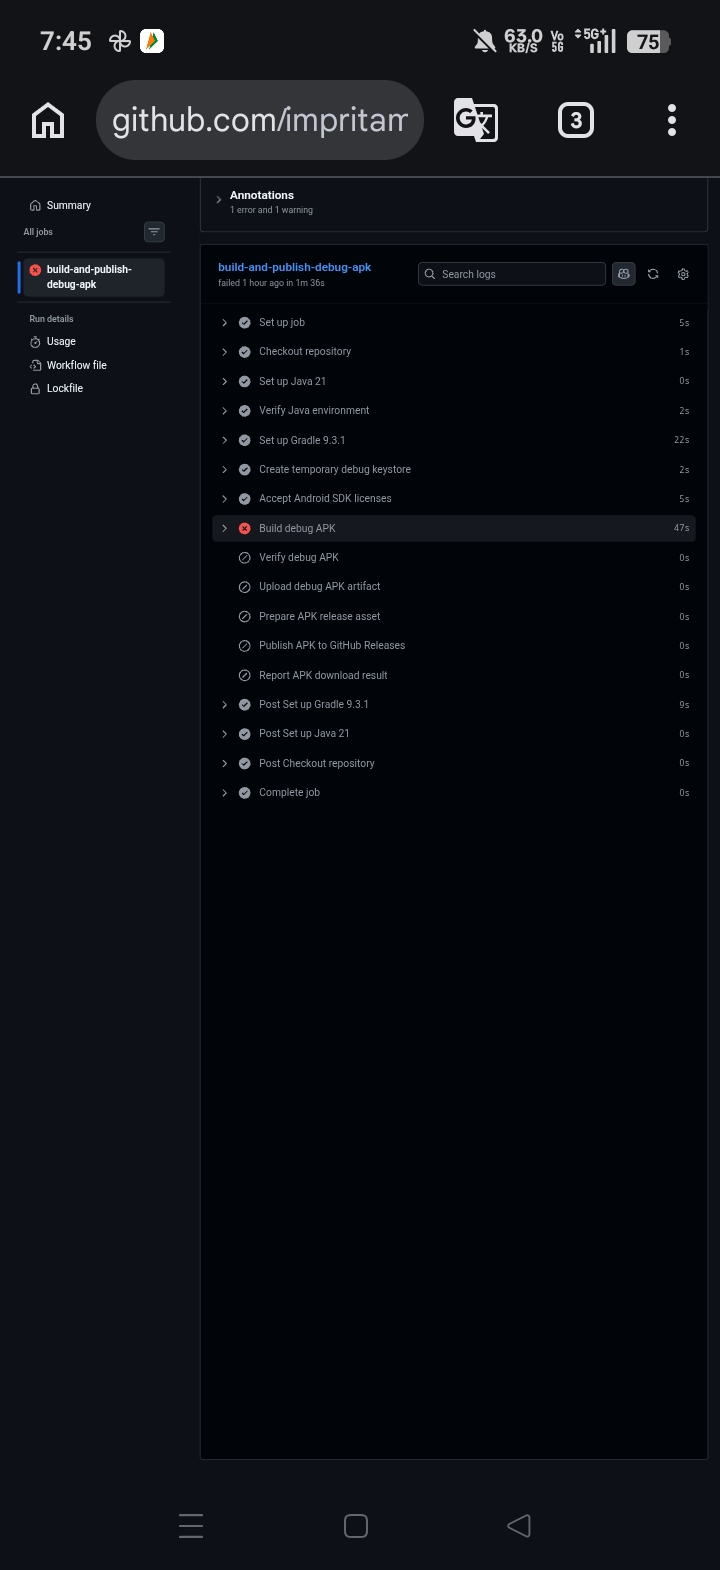 7:45
63.0 KB/S
Vo 5G
5G+
75
github.com/impritam
3
Summary
All jobs
build-and-publish-
debug-apk
Run details
Usage
Workflow file
Lockfile
Annotations
1 error and 1 warning
build-and-publish-debug-apk
failed 1 hour ago in 1m 36s
Search logs
Set up job 5s
Checkout repository 1s
Set up Java 21 0s
Verify Java environment 2s
Set up Gradle 9.3.1 22s
Create temporary debug keystore 2s
Accept Android SDK licenses 5s
Build debug APK 47s
Verify debug APK 0s
Upload debug APK artifact 0s
Prepare APK release asset 0s
Publish APK to GitHub Releases 0s
Report APK download result 0s
Post Set up Gradle 9.3.1 9s
Post Set up Java 21 0s
Post Checkout repository 0s
Complete job 0s